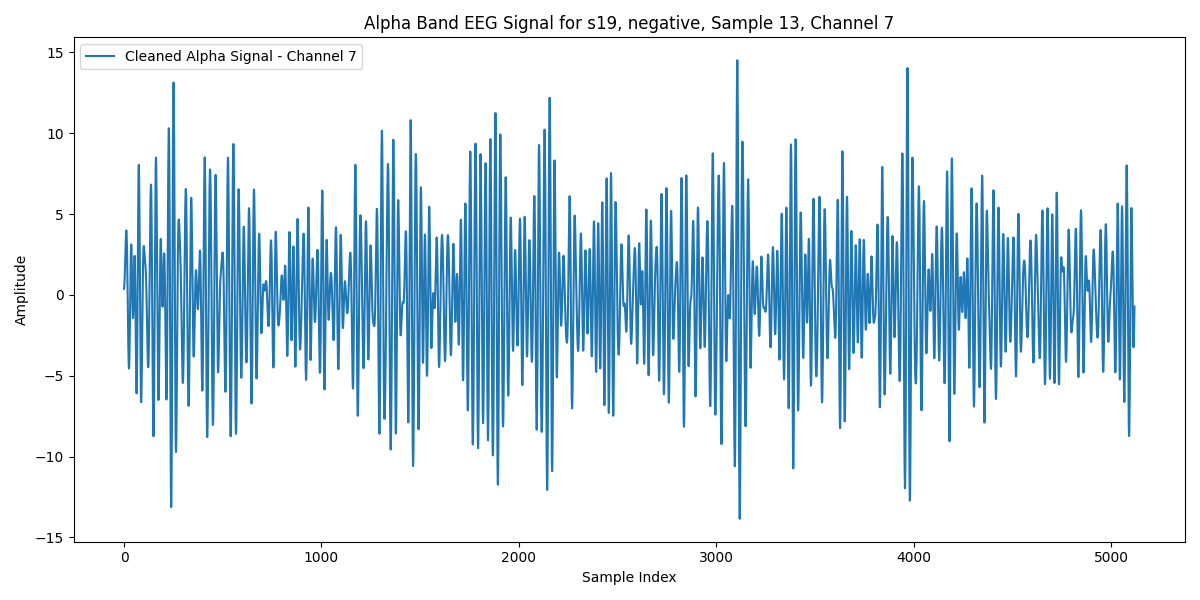 Alpha Band EEG Signal for s19, negative, Sample 13, Channel 7
Cleaned Alpha Signal - Channel 7
15
10
5
0
−5
−10
−15
Amplitude
0 1000 2000 3000 4000 5000
Sample Index